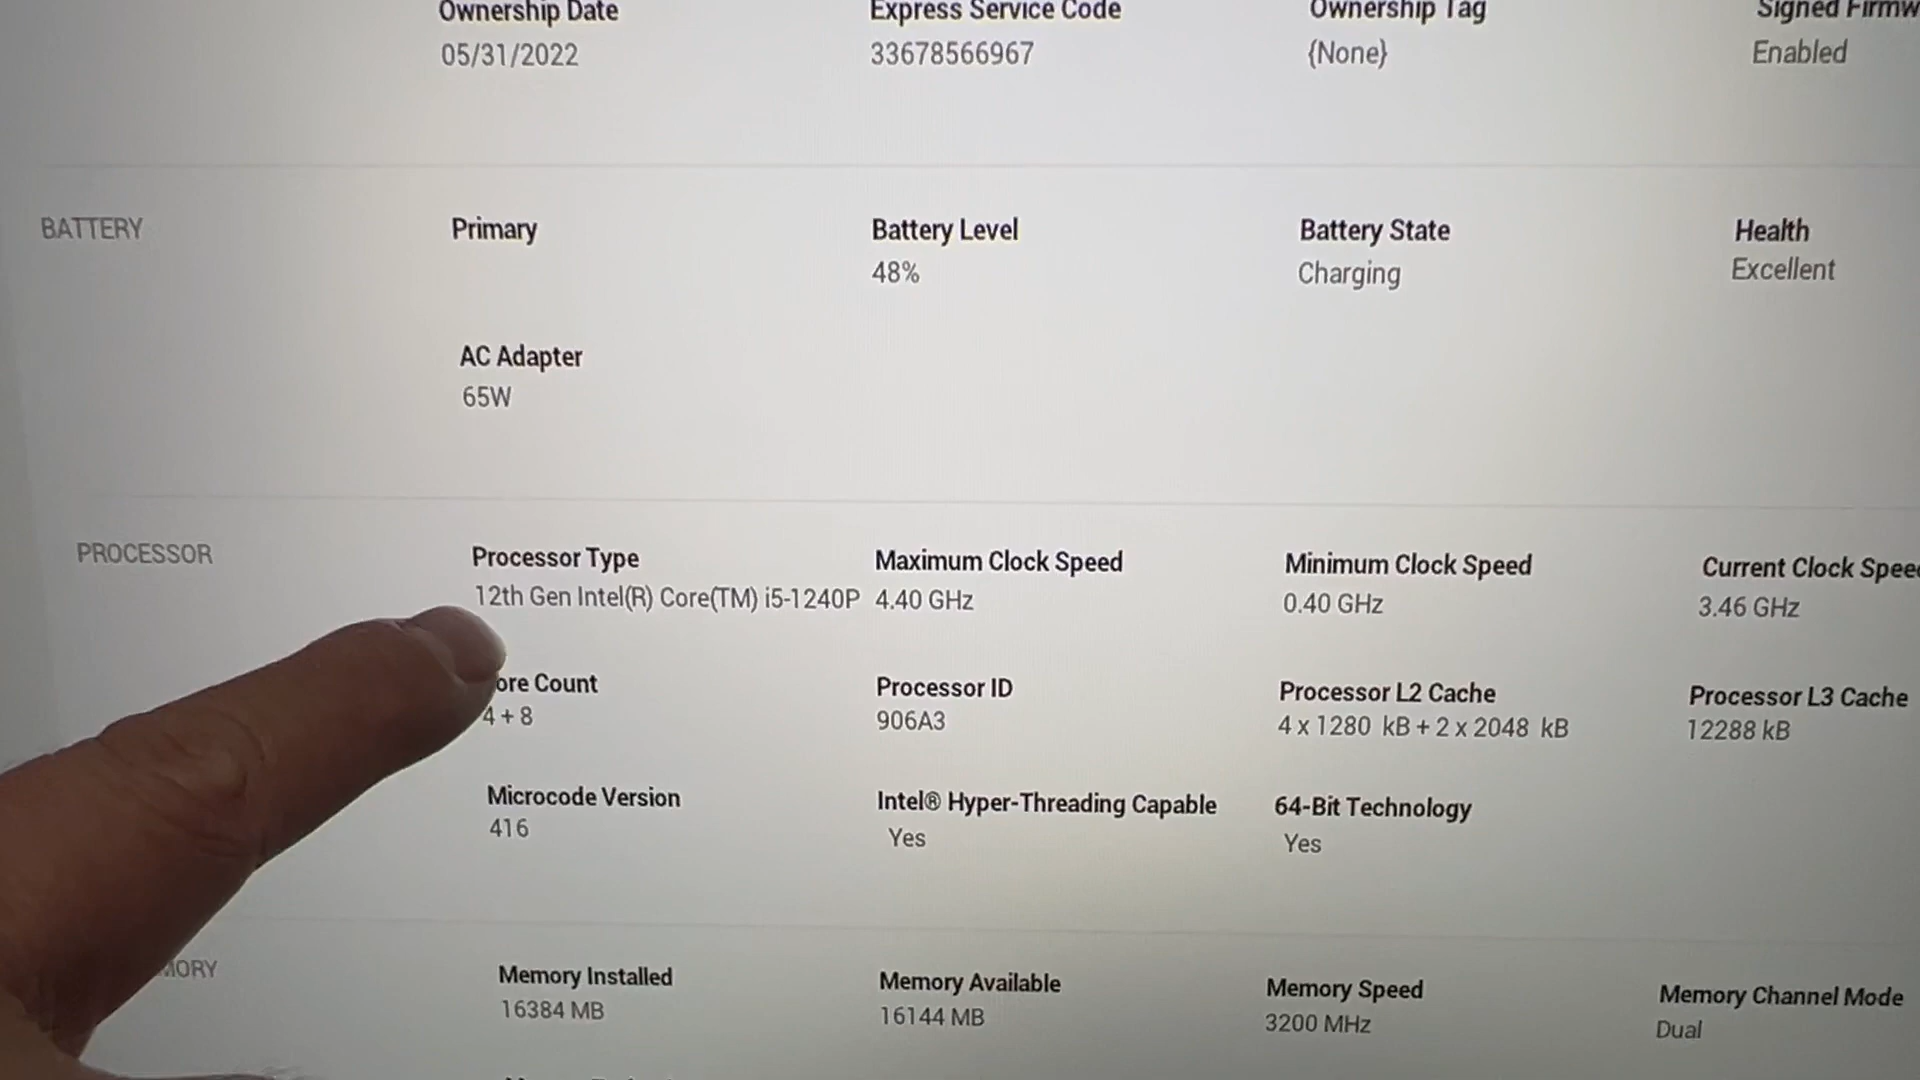 Ownership Date Express Service Code Ownership Tag Signed
05/31/2022 33678566967 {None} Enabled
BATTERY Primary Battery Level Battery State Health
48% Charging Excellent
AC Adapter
65W
PROCESSOR Processor Type Maximum Clock Speed Minimum Clock Speed Current Clock
12th Gen Intel(R) Core(TM) i5-1240P 4.40 GHz 0.40 GHz 3.46 GHz
ore Count Processor ID Processor L2 Cache Processor L3 Cache
4 + 8 906A3 4 x 1280 kB + 2 x 2048 kB 12288 kB
Microcode Version Intel® Hyper-Threading Capable 64-Bit Technology
416 Yes Yes
MORY Memory Installed Memory Available Memory Speed Memory Channel Mode
16384 MB 16144 MB 3200 MHz Dual